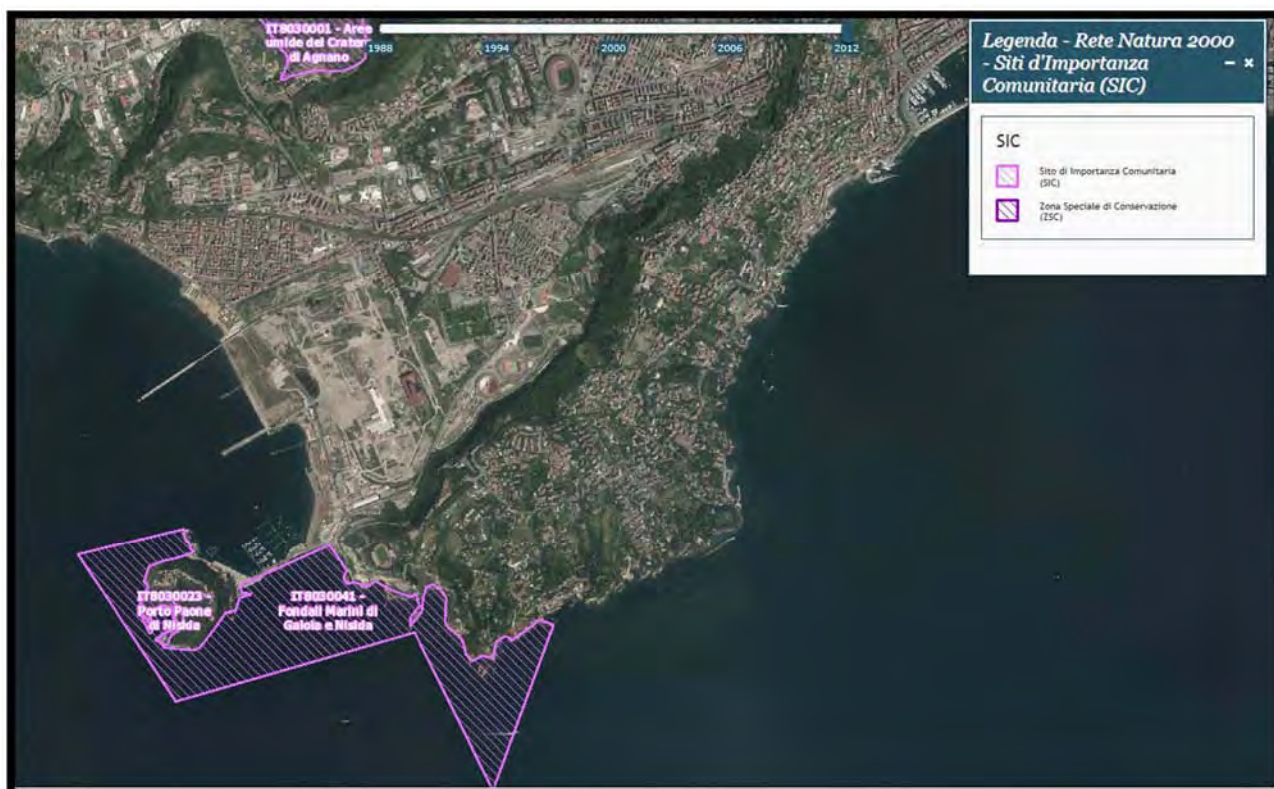 IT8030001 - Aree
umide del Crater
di Agnano
1988
1994
2000
2006
2012
Legenda - Rete Natura 2000
- Siti d'Importanza
Comunitaria (SIC)
SIC
Sito di Importanza Comunitaria
(SIC)
Zona Speciale di Conservazione
(ZSC)
IT8030023 -
Porto Paone
di Nisida
IT8030041 -
Fondali Marini di
Gaiola e Nisida